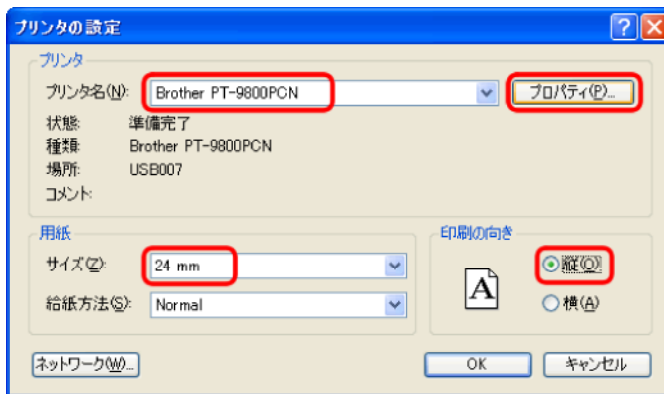 プリンタの設定
プリンタ
プリンタ名(N): Brother PT-9800PCN プロパティ(P)...
状態: 準備完了
種類: Brother PT-9800PCN
場所: USB007
コメント:
用紙
サイズ(Z): 24 mm
給紙方法(S): Normal
印刷の向き
A
縦(O)
横(A)
ネットワーク(W)... OK キャンセル